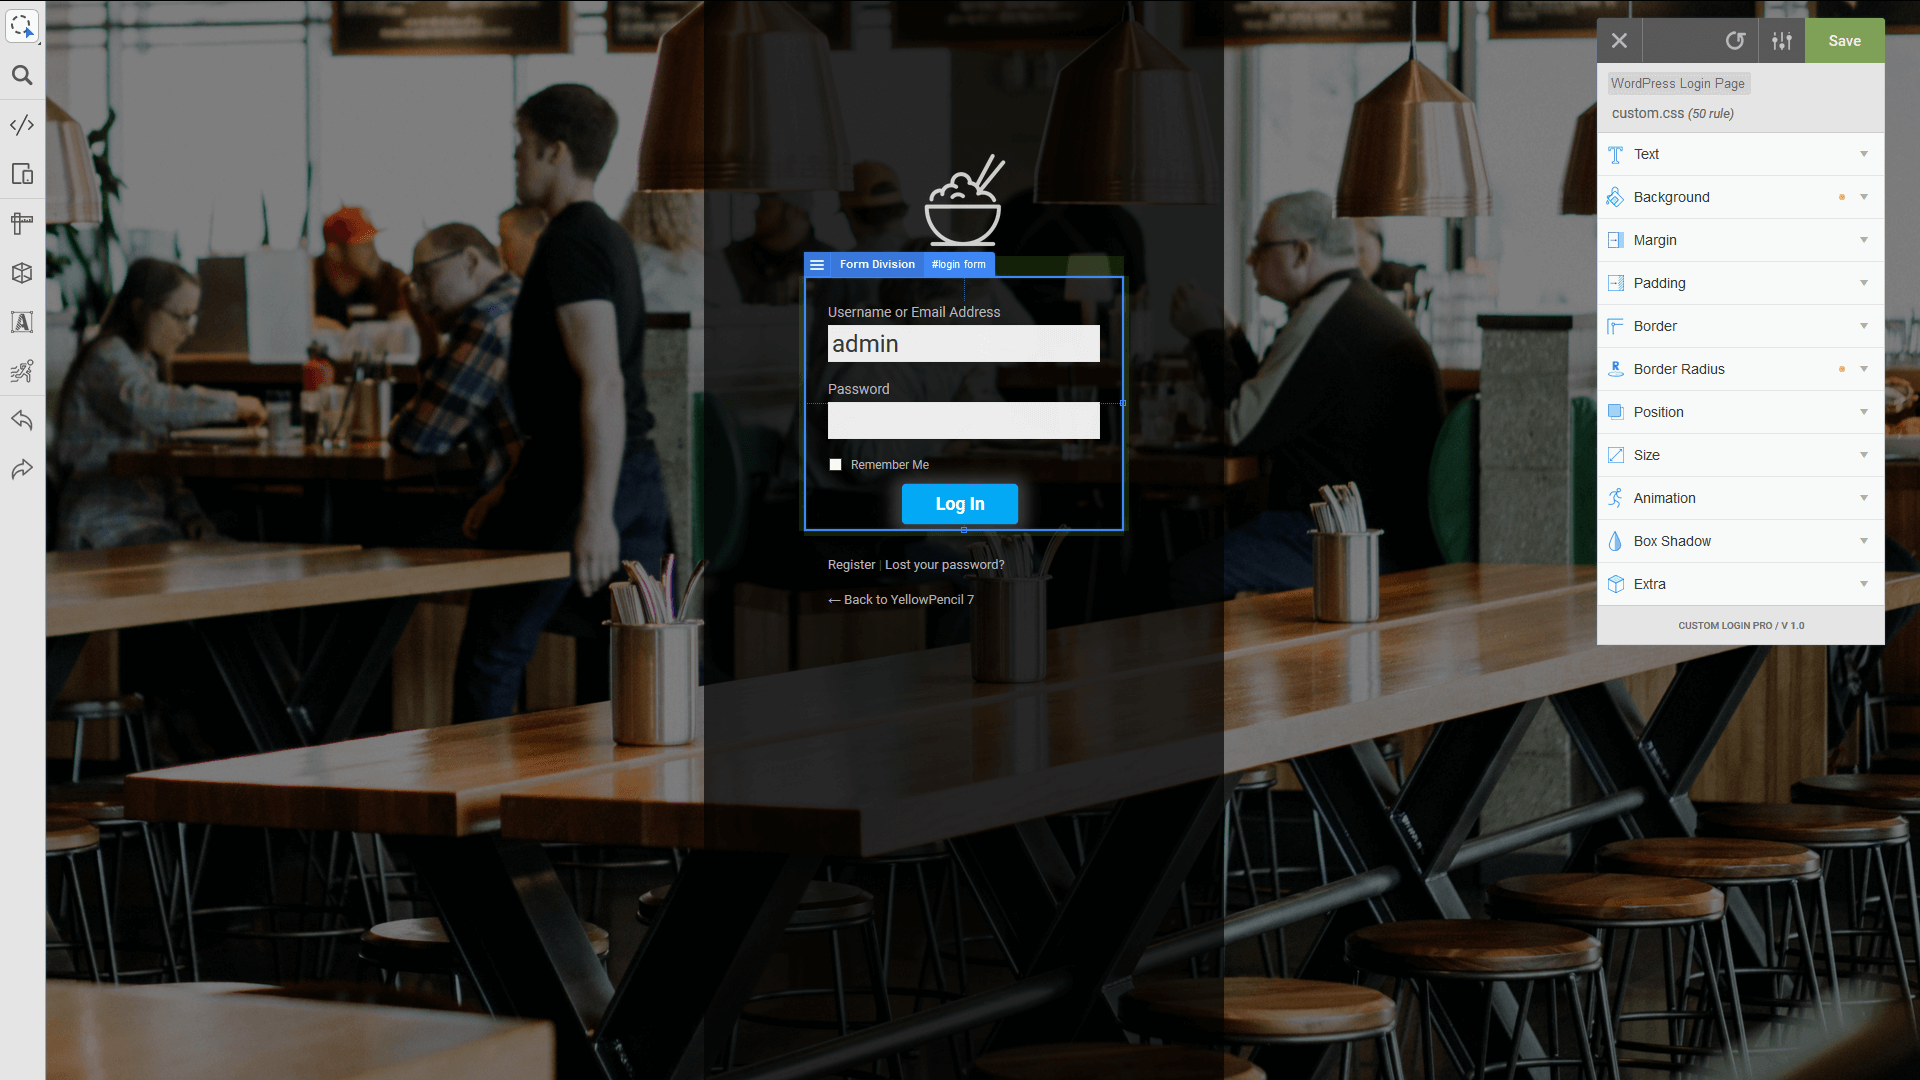 Save
WordPress Login Page
custom.css (50 rule)
Text
Background
Margin
Padding
Border
Border Radius
Position
Size
Animation
Box Shadow
Extra
CUSTOM LOGIN PRO / V 1.0
Form Division #login form
Username or Email Address
admin
Password
Remember Me
Log In
Register | Lost your password?
← Back to YellowPencil 7